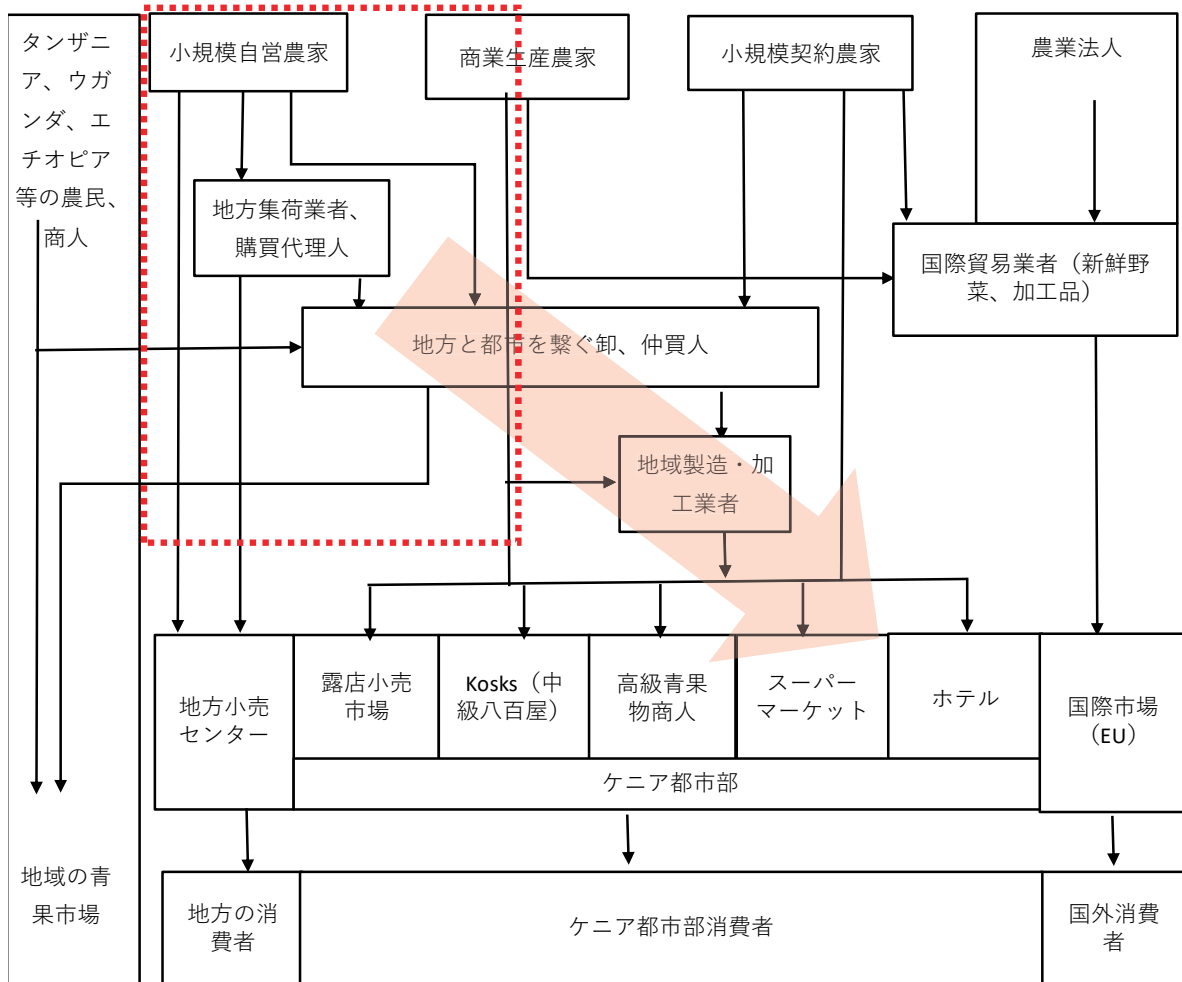 タンザニ
ア、ウガ
ンダ、エ
チオピア
等の農民、
商人
小規模自営農家
商業生産農家
小規模契約農家
農業法人
地方集荷業者、
購買代理人
国際貿易業者（新鮮野
菜、加工品）
地方と都市を繋ぐ卸、仲買人
地域製造・加
工業者
地方小売
センター
露店小売
市場
Kosks（中
級八百屋）
高級青果
物商人
スーパー
マーケット
ホテル
国際市場
（EU）
ケニア都市部
地域の青
果市場
地方の消
費者
ケニア都市部消費者
国外消費
者